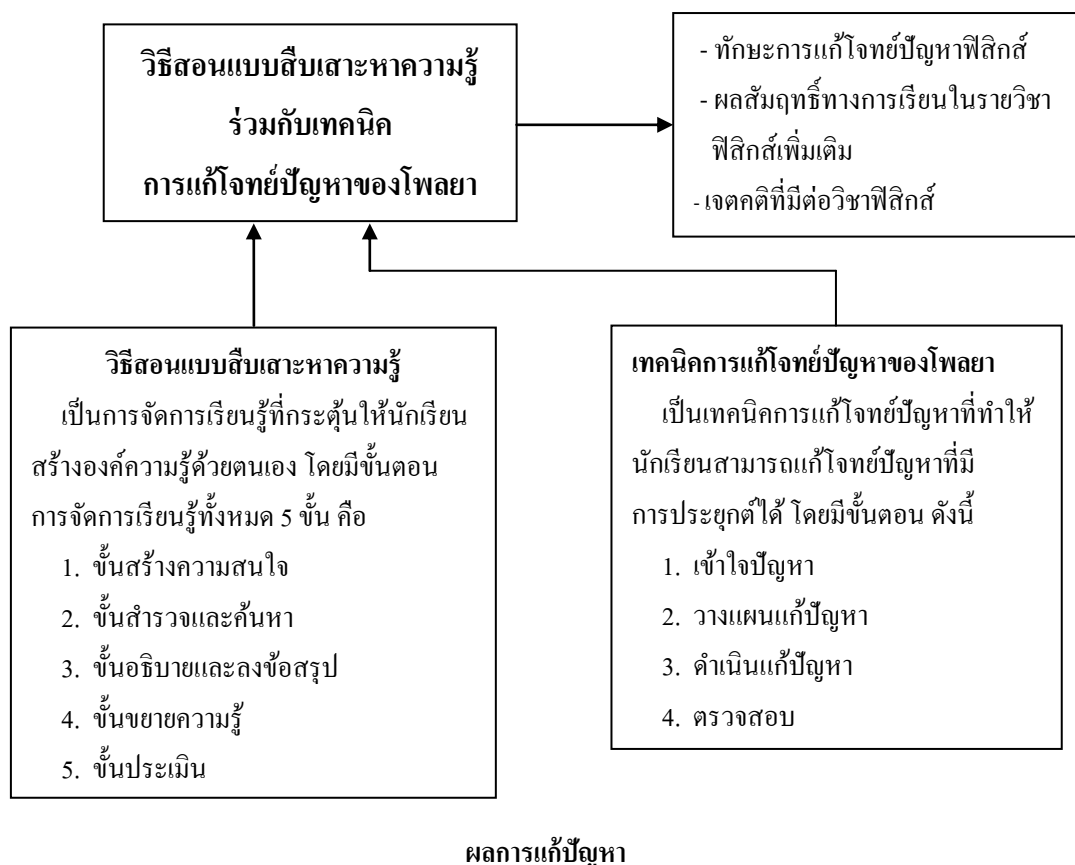 วิธีสอนแบบสืบเสาะหาความรู้
ร่วมกับเทคนิค
การแก้โจทย์ปัญหาของโพลยา
- ทักษะการแก้โจทย์ปัญหาฟิสิกส์
- ผลสัมฤทธิ์ทางการเรียนในรายวิชา
ฟิสิกส์เพิ่มเติม
- เจตคติที่มีต่อวิชาฟิสิกส์
วิธีสอนแบบสืบเสาะหาความรู้
เป็นการจัดการเรียนรู้ที่กระตุ้นให้นักเรียน
สร้างองค์ความรู้ด้วยตนเอง โดยมีขั้นตอน
การจัดการเรียนรู้ทั้งหมด 5 ขั้น คือ
1. ขั้นสร้างความสนใจ
2. ขั้นสำรวจและค้นหา
3. ขั้นอธิบายและลงข้อสรุป
4. ขั้นขยายความรู้
5. ขั้นประเมิน
เทคนิคการแก้โจทย์ปัญหาของโพลยา
เป็นเทคนิคการแก้โจทย์ปัญหาที่ทำให้
นักเรียนสามารถแก้โจทย์ปัญหาที่มี
การประยุกต์ได้ โดยมีขั้นตอน ดังนี้
1. เข้าใจปัญหา
2. วางแผนแก้ปัญหา
3. ดำเนินแก้ปัญหา
4. ตรวจสอบ
ผลการแก้ปัญหา